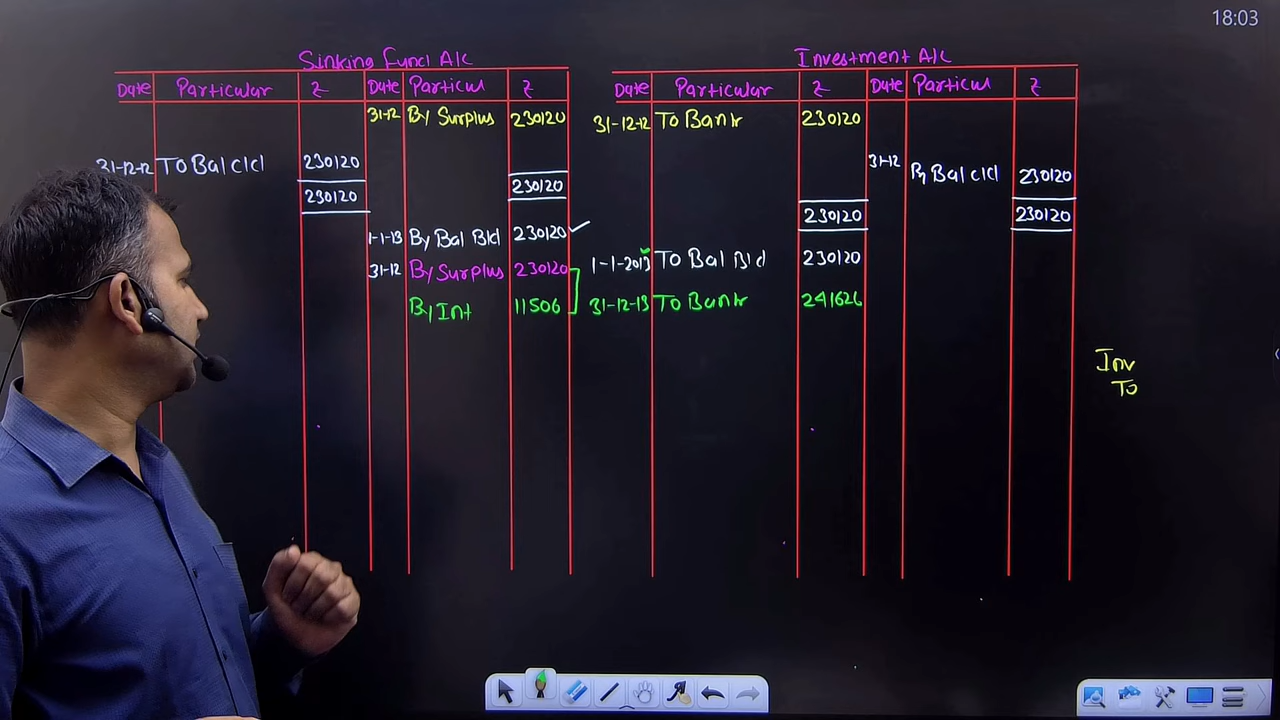 18:03
Sinking Fund A/c
Date Particular ₹ Date Particul ₹
31-12 By Surplus 230120
31-12-12 To Bal c/d 230120
230120 230120
1-1-13 By Bal B/d 230120
31-12 By Surplus 230120
By Int 11506
Investment A/c
Date Particular ₹ Date Particul ₹
31-12-12 To Bank 230120
31-12 By Bal c/d 230120
230120 230120
1-1-2013 To Bal B/d 230120
31-12-13 To Bank 241626
Inv
To